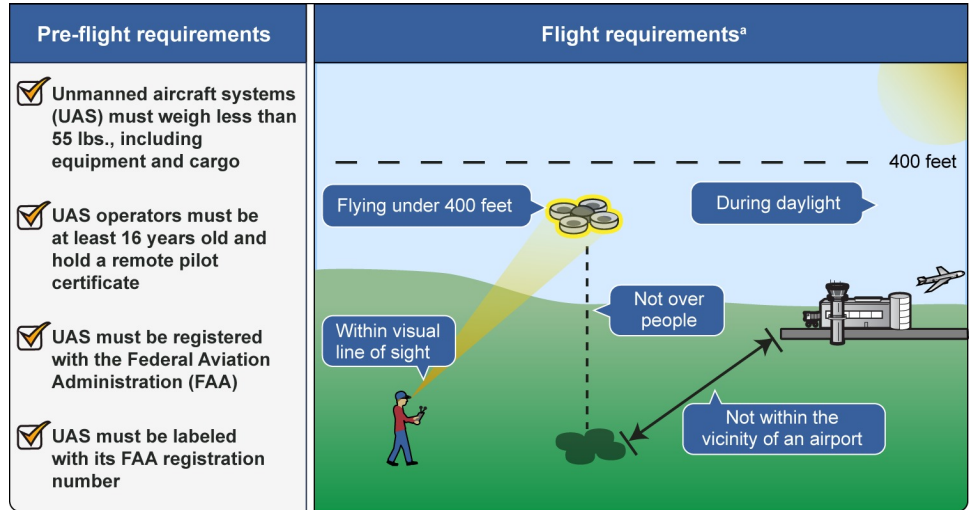 Pre-flight requirements
Unmanned aircraft systems
(UAS) must weigh less than
55 lbs., including
equipment and cargo
UAS operators must be
at least 16 years old and
hold a remote pilot
certificate
UAS must be registered
with the Federal Aviation
Administration (FAA)
UAS must be labeled
with its FAA registration
number
Flight requirementsª
400 feet
Flying under 400 feet
During daylight
Not over
people
Within visual
line of sight
Not within the
vicinity of an airport